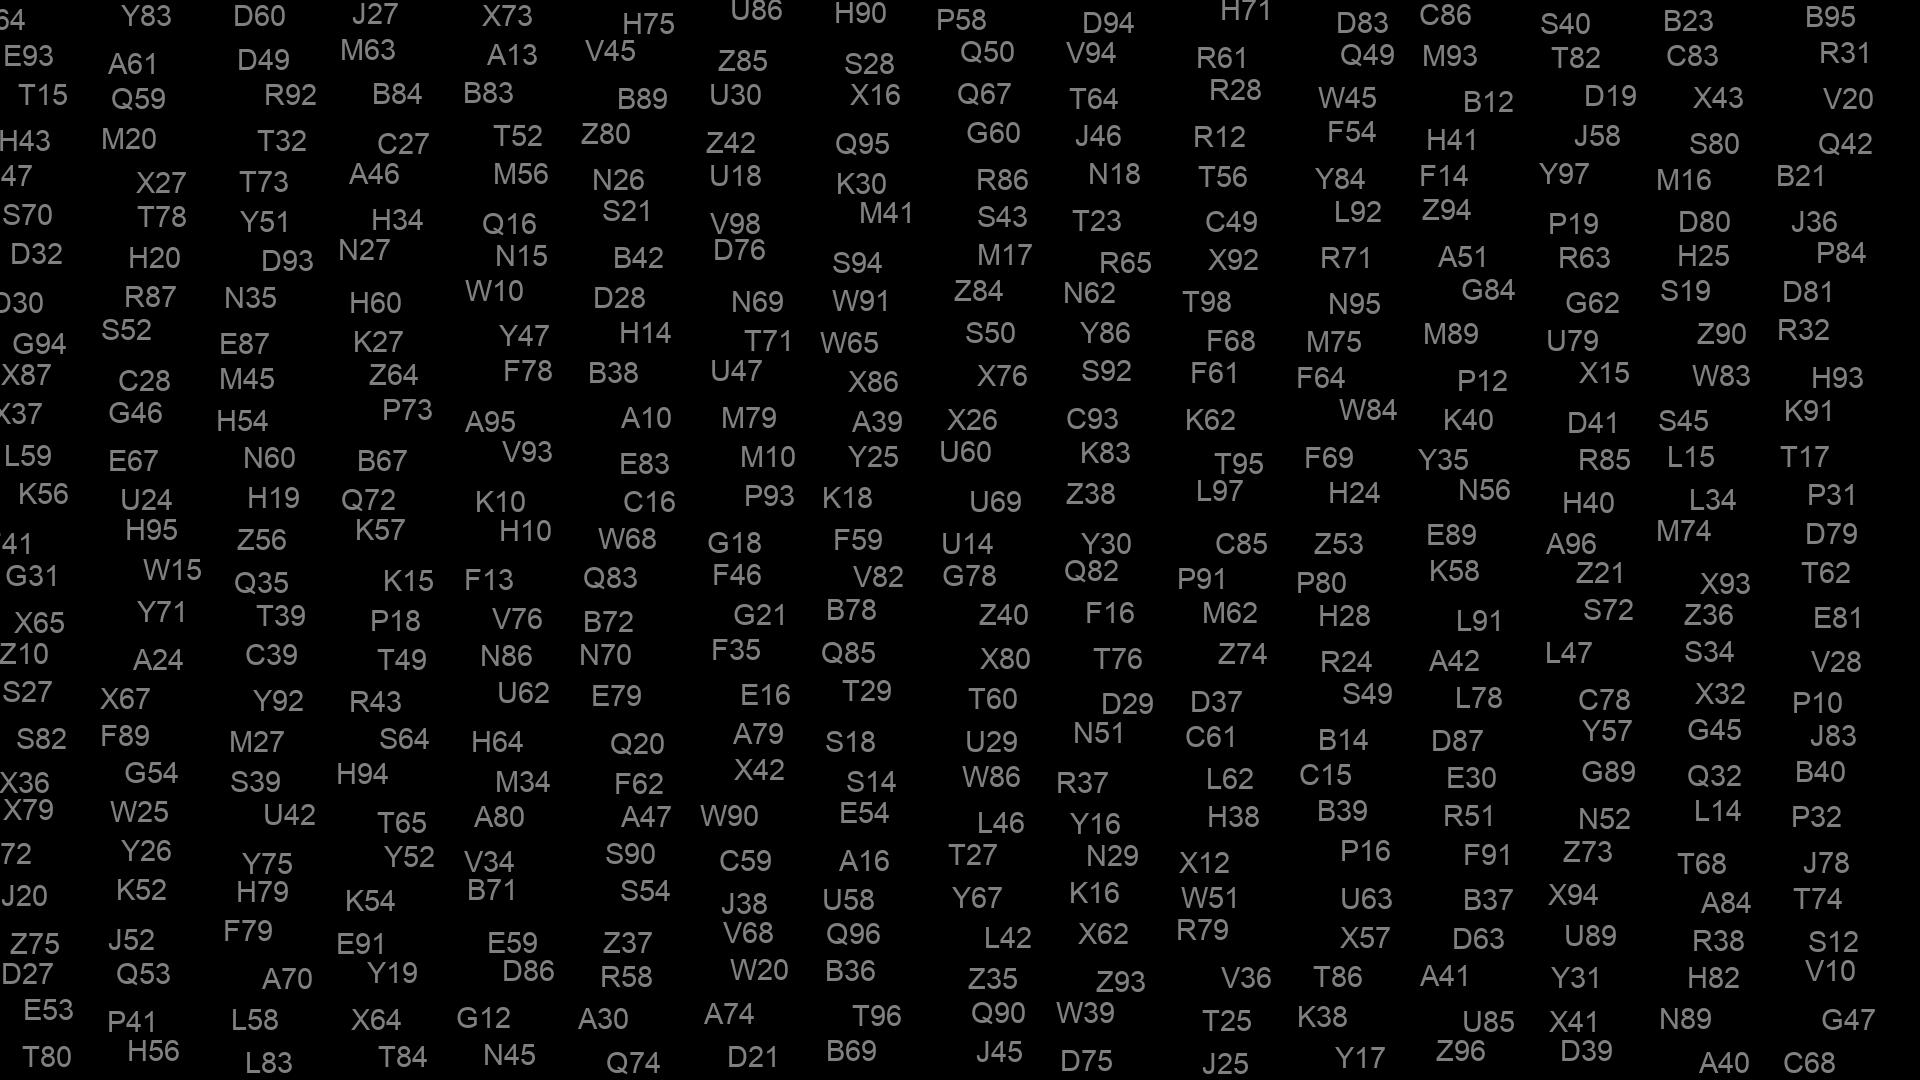 64 Y83 D60 J27 X73 H75 U86 H90 P58 D94 H71 D83 C86 S40 B23 B95
E93 A61 D49 M63 A13 V45 Z85 S28 Q50 V94 R61 Q49 M93 T82 C83 R31
T15 Q59 R92 B84 B83 B89 U30 X16 Q67 T64 R28 W45 B12 D19 X43 V20
H43 M20 T32 C27 T52 Z80 Z42 Q95 G60 J46 R12 F54 H41 J58 S80 Q42
47 X27 T73 A46 M56 N26 U18 K30 R86 N18 T56 Y84 F14 Y97 M16 B21
S70 T78 Y51 H34 Q16 S21 V98 M41 S43 T23 C49 L92 Z94 P19 D80 J36
D32 H20 D93 N27 N15 B42 D76 S94 M17 R65 X92 R71 A51 R63 H25 P84
D30 R87 N35 H60 W10 D28 N69 W91 Z84 N62 T98 N95 G84 G62 S19 D81
G94 S52 E87 K27 Y47 H14 T71 W65 S50 Y86 F68 M75 M89 U79 Z90 R32
X87 C28 M45 Z64 F78 B38 U47 X86 X76 S92 F61 F64 P12 X15 W83 H93
X37 G46 H54 P73 A95 A10 M79 A39 X26 C93 K62 W84 K40 D41 S45 K91
L59 E67 N60 B67 V93 E83 M10 Y25 U60 K83 T95 F69 Y35 R85 L15 T17
K56 U24 H19 Q72 K10 C16 P93 K18 U69 Z38 L97 H24 N56 H40 L34 P31
41 H95 Z56 K57 H10 W68 G18 F59 U14 Y30 C85 Z53 E89 A96 M74 D79
G31 W15 Q35 K15 F13 Q83 F46 V82 G78 Q82 P91 P80 K58 Z21 X93 T62
X65 Y71 T39 P18 V76 B72 G21 B78 Z40 F16 M62 H28 L91 S72 Z36 E81
Z10 A24 C39 T49 N86 N70 F35 Q85 X80 T76 Z74 R24 A42 L47 S34 V28
S27 X67 Y92 R43 U62 E79 E16 T29 T60 D29 D37 S49 L78 C78 X32 P10
S82 F89 M27 S64 H64 Q20 A79 S18 U29 N51 C61 B14 D87 Y57 G45 J83
X36 G54 S39 H94 M34 F62 X42 S14 W86 R37 L62 C15 E30 G89 Q32 B40
X79 W25 U42 T65 A80 A47 W90 E54 L46 Y16 H38 B39 R51 N52 L14 P32
72 Y26 Y75 Y52 V34 S90 C59 A16 T27 N29 X12 P16 F91 Z73 T68 J78
J20 K52 H79 K54 B71 S54 J38 U58 Y67 K16 W51 U63 B37 X94 A84 T74
Z75 J52 F79 E91 E59 Z37 V68 Q96 L42 X62 R79 X57 D63 U89 R38 S12
D27 Q53 A70 Y19 D86 R58 W20 B36 Z35 Z93 V36 T86 A41 Y31 H82 V10
E53 P41 L58 X64 G12 A30 A74 T96 Q90 W39 T25 K38 U85 X41 N89 G47
T80 H56 L83 T84 N45 Q74 D21 B69 J45 D75 J25 Y17 Z96 D39 A40 C68